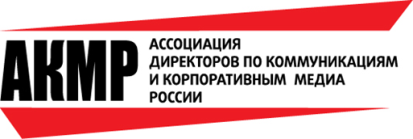 АКМР
АССОЦИАЦИЯ
ДИРЕКТОРОВ ПО КОММУНИКАЦИЯМ
И КОРПОРАТИВНЫМ МЕДИА
РОССИИ